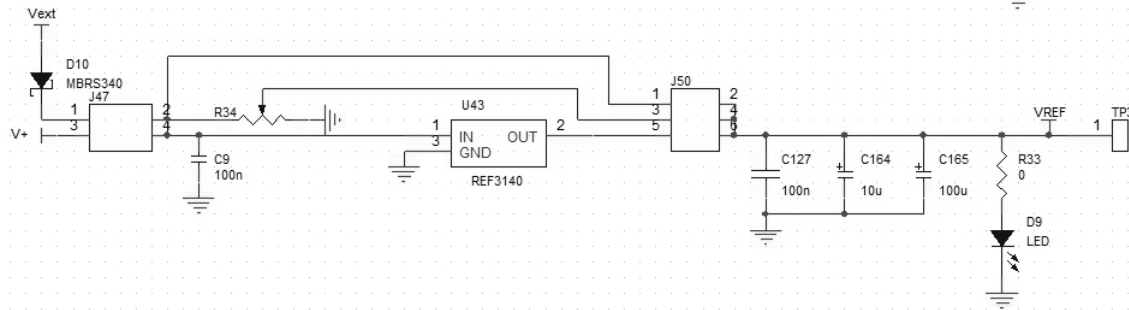 Vext
D10
MBRS340
J47
1 2
3 4
V+
R34
C9
100n
U43
1 IN OUT 2
3 GND
REF3140
J50
1 2
3 4
5 6
C127
100n
C164
10u
C165
100u
VREF
1
R33
0
D9
LED